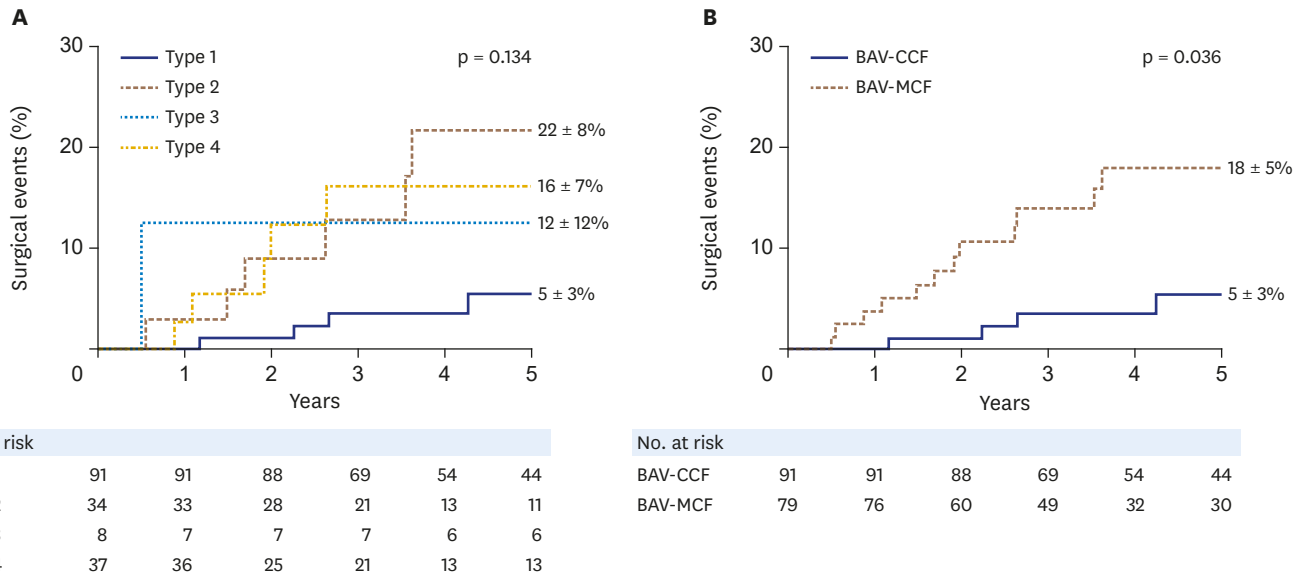 A
30
20
10
0
1
2
3
4
5
Surgical events (%)
Years
Type 1
Type 2
Type 3
Type 4
p = 0.134
22 ± 8%
16 ± 7%
12 ± 12%
5 ± 3%
risk
91 91 88 69 54 44
34 33 28 21 13 11
8 7 7 7 6 6
37 36 25 21 13 13
B
30
20
10
0
1
2
3
4
5
Surgical events (%)
Years
BAV-CCF
BAV-MCF
p = 0.036
18 ± 5%
5 ± 3%
No. at risk
BAV-CCF 91 91 88 69 54 44
BAV-MCF 79 76 60 49 32 30